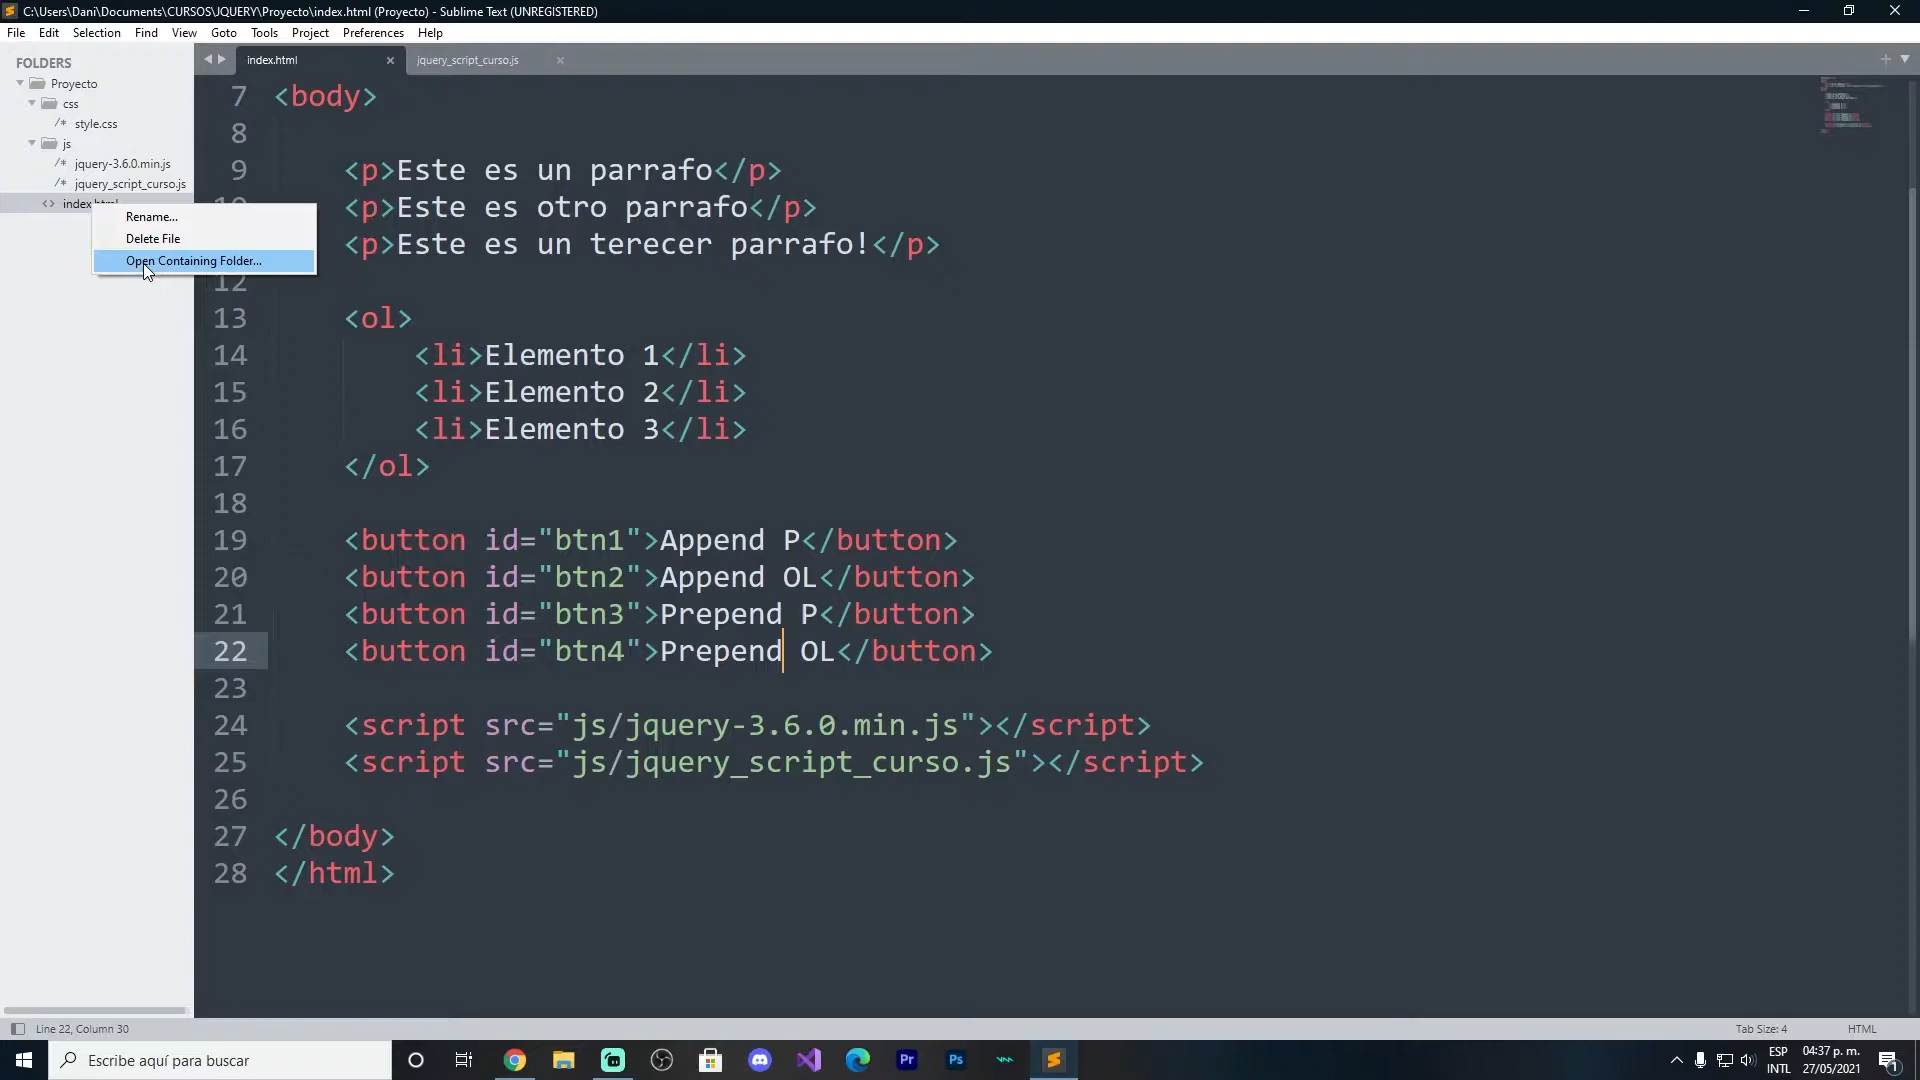 C:\Users\Dani\Documents\CURSOS\JQUERY\Proyecto\index.html (Proyecto) - Sublime Text (UNREGISTERED)
File Edit Selection Find View Goto Tools Project Preferences Help
FOLDERS
Proyecto
css
/* style.css
js
/* jquery-3.6.0.min.js
/* jquery_script_curso.js
<> index.html
Rename...
Delete File
Open Containing Folder...
index.html
jquery_script_curso.js
7 <body>
8
9 <p>Este es un parrafo</p>
<p>Este es otro parrafo</p>
<p>Este es un terecer parrafo!</p>
12
13 <ol>
14 <li>Elemento 1</li>
15 <li>Elemento 2</li>
16 <li>Elemento 3</li>
17 </ol>
18
19 <button id="btn1">Append P</button>
20 <button id="btn2">Append OL</button>
21 <button id="btn3">Prepend P</button>
22 <button id="btn4">Prepend OL</button>
23
24 <script src="js/jquery-3.6.0.min.js"></script>
25 <script src="js/jquery_script_curso.js"></script>
26
27 </body>
28 </html>
Line 22, Column 30
Tab Size: 4
HTML
Escribe aquí para buscar
Pr
Ps
ESP
INTL
04:37 p. m.
27/05/2021
1